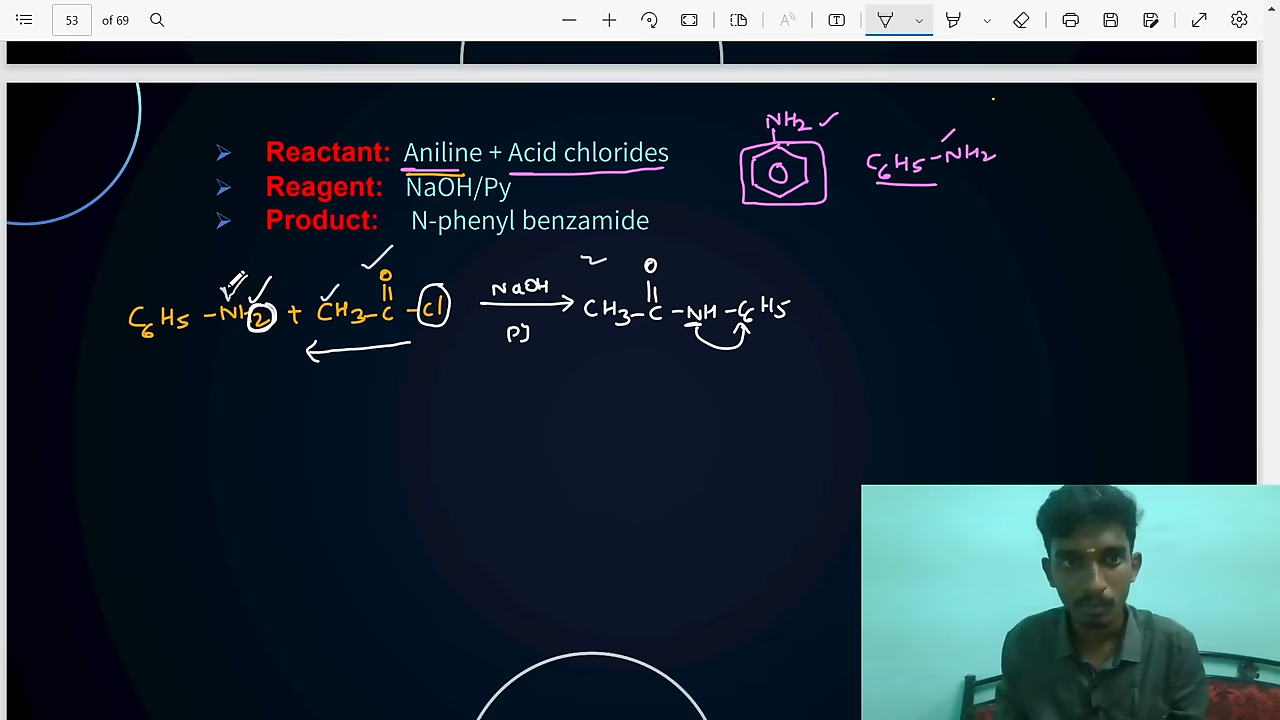 53 of 69
Reactant: Aniline + Acid chlorides
Reagent: NaOH/Py
Product: N-phenyl benzamide
NH2
C6H5-NH2
C6H5-NH2 + CH3-C-Cl
O
NaOH
Py
O
CH3-C-NH-C6H5